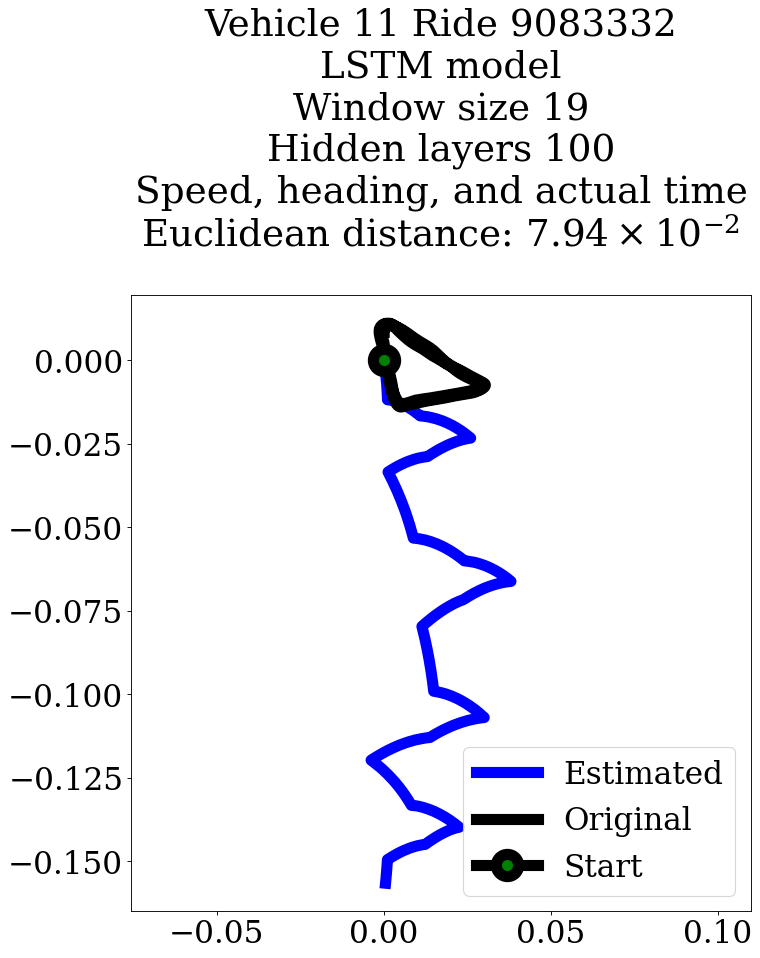 Vehicle 11 Ride 9083332
LSTM model
Window size 19
Hidden layers 100
Speed, heading, and actual time
Euclidean distance: 7.94 × 10⁻²
0.000
−0.025
−0.050
−0.075
−0.100
−0.125
−0.150
Estimated
Original
Start
−0.05
0.00
0.05
0.10